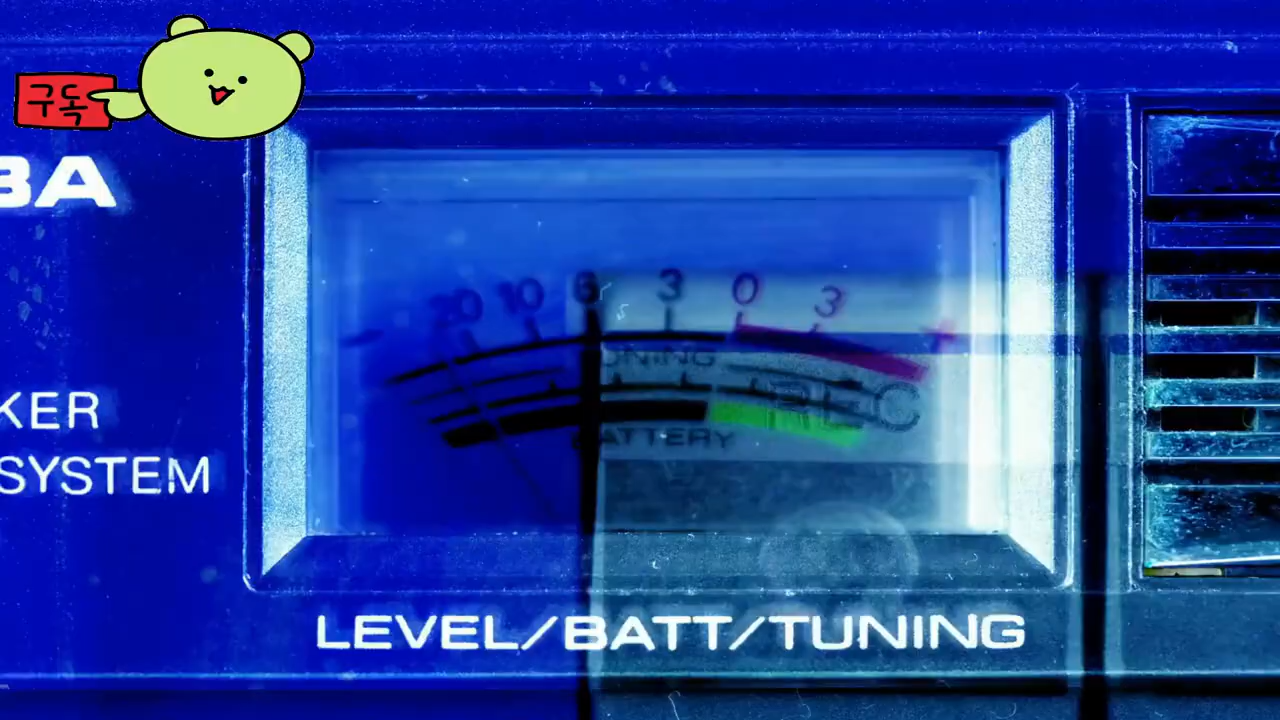 구독
BA
20 10 6 3 0 3 +
TUNING
REC
BATTERY
KER
SYSTEM
LEVEL/BATT/TUNING